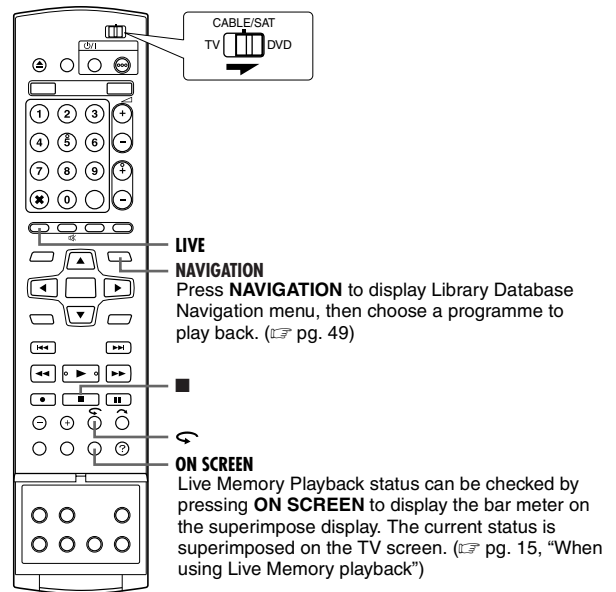 CABLE/SAT
TV DVD
⏻/I
1 2 3 +
4 5 6 −
7 8 9 +
✖ 0 −
LIVE
NAVIGATION
Press NAVIGATION to display Library Database
Navigation menu, then choose a programme to
play back. (☞ pg. 49)
■
− +
?
ON SCREEN
Live Memory Playback status can be checked by
pressing ON SCREEN to display the bar meter on
the superimpose display. The current status is
superimposed on the TV screen. (☞ pg. 15, “When
using Live Memory playback”)